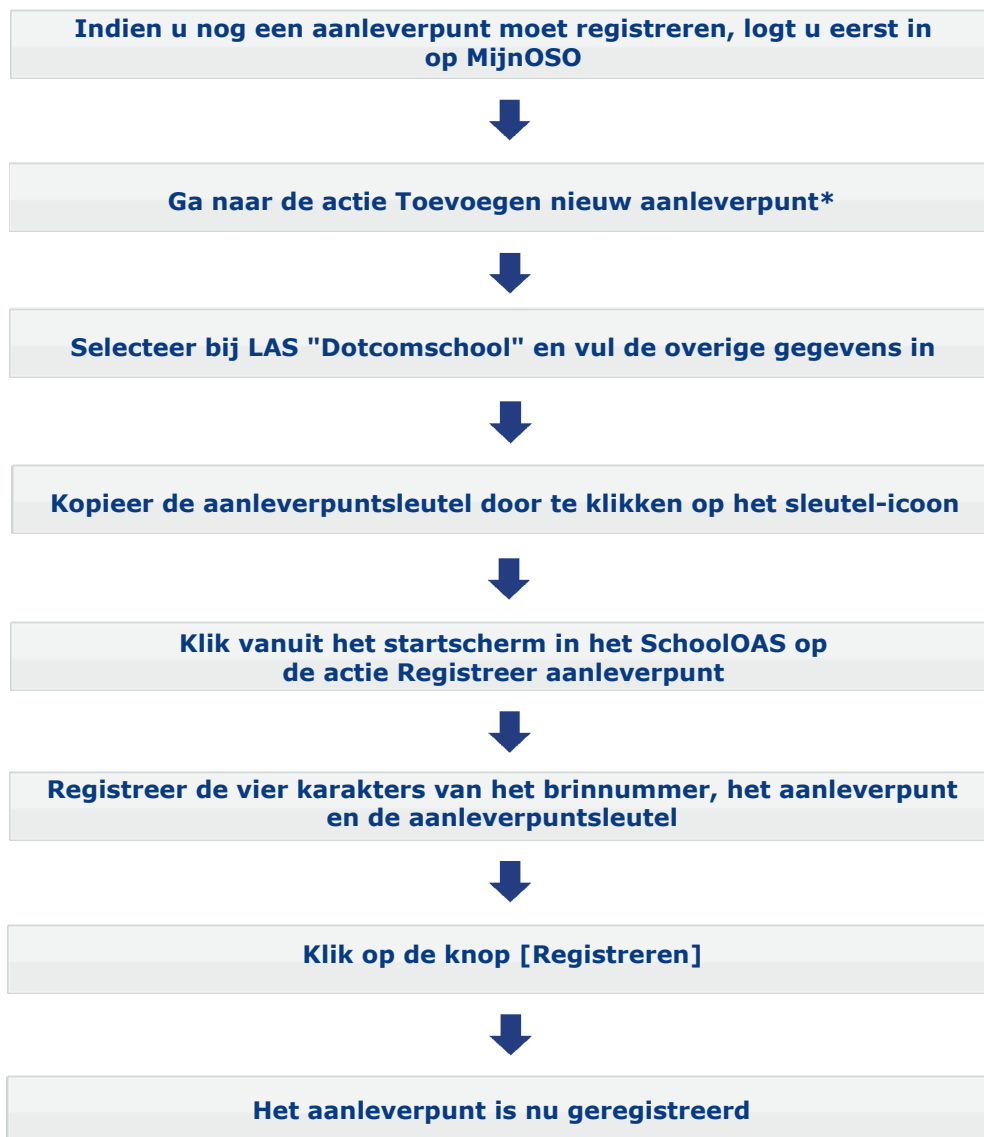 Indien u nog een aanleverpunt moet registreren, logt u eerst in
op MijnOSO
Ga naar de actie Toevoegen nieuw aanleverpunt*
Selecteer bij LAS "Dotcomschool" en vul de overige gegevens in
Kopieer de aanleverpuntsleutel door te klikken op het sleutel-icoon
Klik vanuit het startscherm in het SchoolOAS op
de actie Registreer aanleverpunt
Registreer de vier karakters van het brinnummer, het aanleverpunt
en de aanleverpuntsleutel
Klik op de knop [Registreren]
Het aanleverpunt is nu geregistreerd